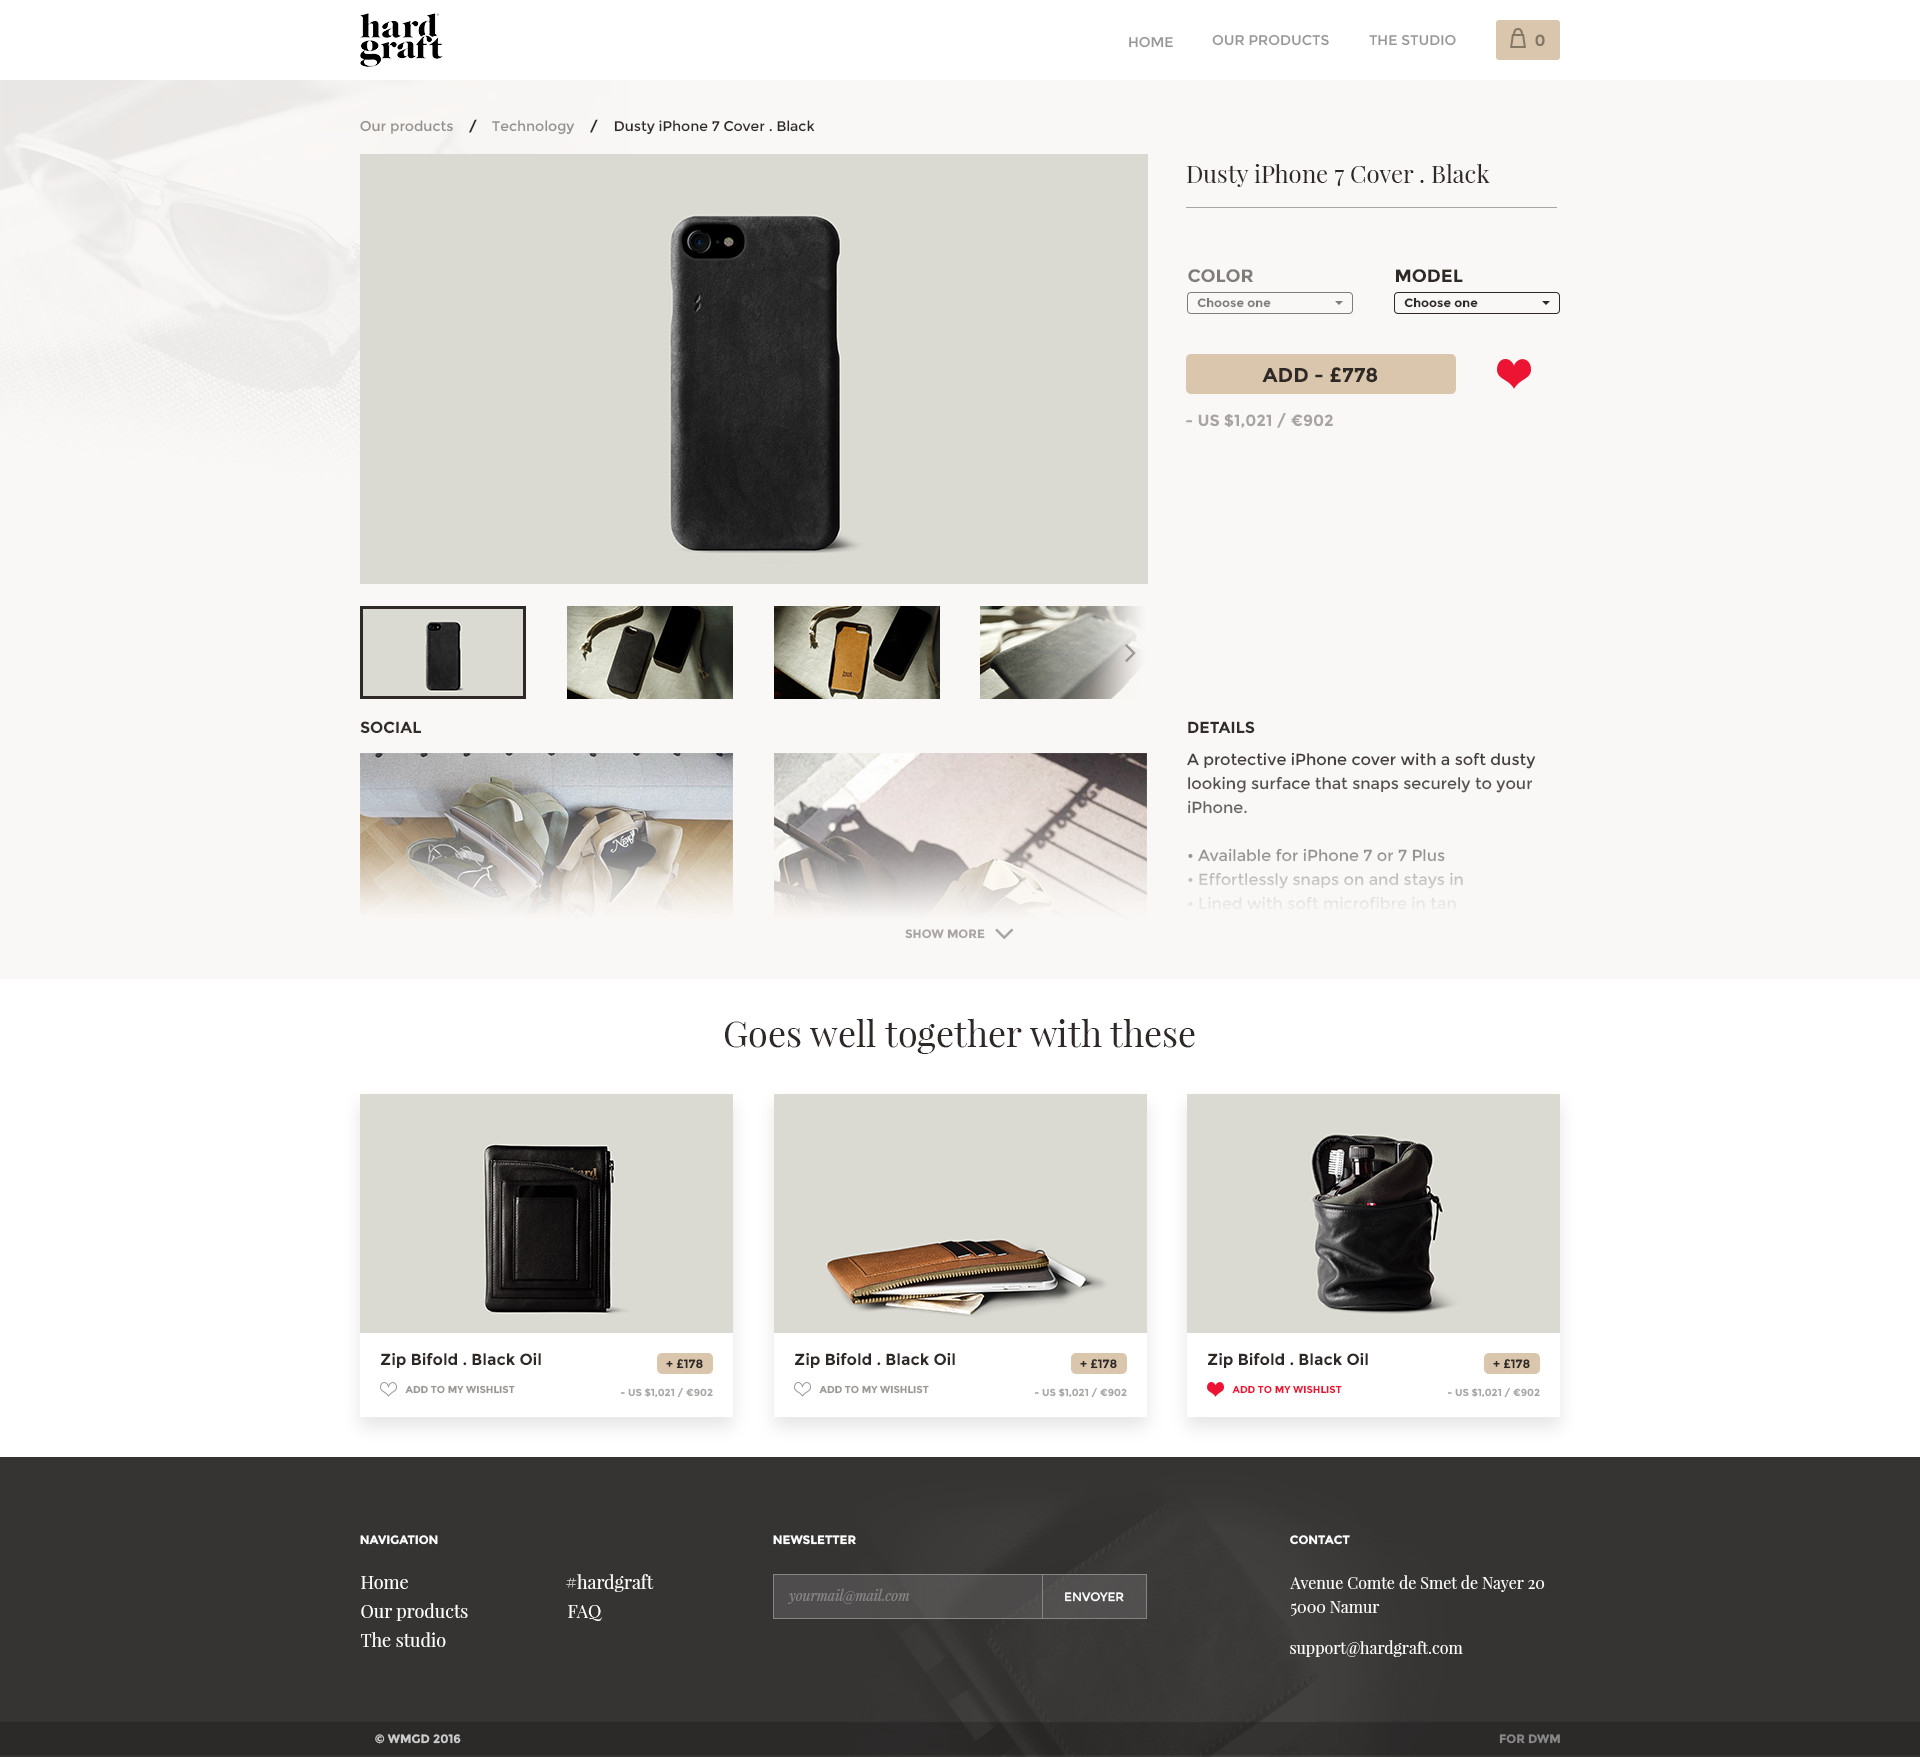 hard
graft
HOME
OUR PRODUCTS
THE STUDIO
0
Our products / Technology / Dusty iPhone 7 Cover . Black
Dusty iPhone 7 Cover . Black
COLOR
MODEL
Choose one
Choose one
ADD - £778
- US $1,021 / €902
SOCIAL
DETAILS
A protective iPhone cover with a soft dusty
looking surface that snaps securely to your
iPhone.
• Available for iPhone 7 or 7 Plus
• Effortlessly snaps on and stays in
• Lined with soft microfibre in tan
SHOW MORE
Goes well together with these
hard
Zip Bifold . Black Oil
+ £178
ADD TO MY WISHLIST
- US $1,021 / €902
Zip Bifold . Black Oil
+ £178
ADD TO MY WISHLIST
- US $1,021 / €902
Zip Bifold . Black Oil
+ £178
ADD TO MY WISHLIST
- US $1,021 / €902
NAVIGATION
Home
Our products
The studio
#hardgraft
FAQ
NEWSLETTER
yourmail@mail.com
ENVOYER
CONTACT
Avenue Comte de Smet de Nayer 20
5000 Namur
support@hardgraft.com
© WMGD 2016
FOR DWM